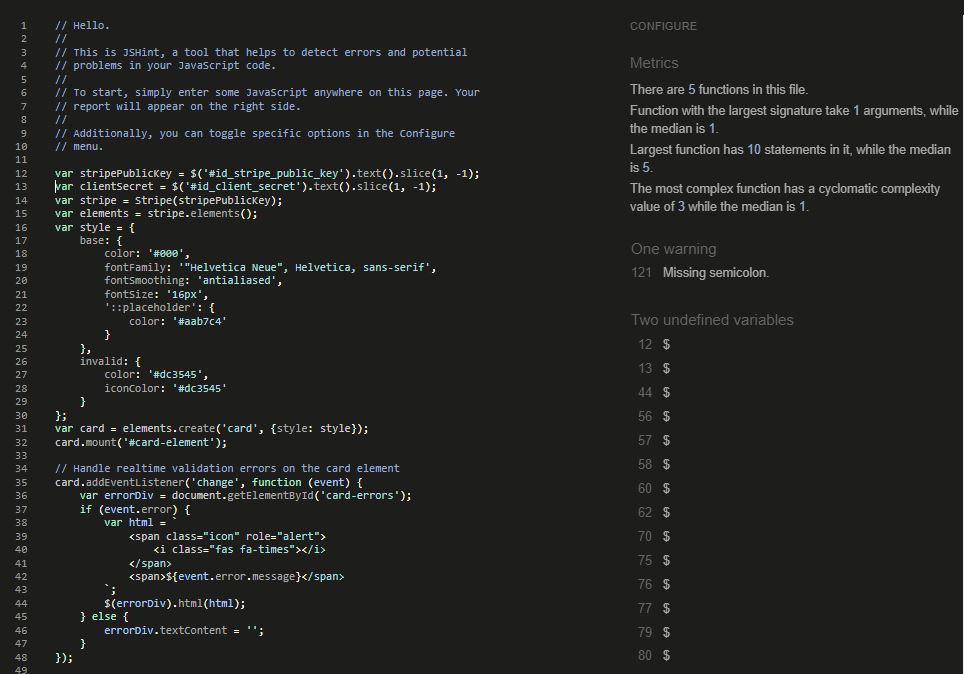 1 // Hello.
2 //
3 // This is JSHint, a tool that helps to detect errors and potential
4 // problems in your JavaScript code.
5 //
6 // To start, simply enter some JavaScript anywhere on this page. Your
7 // report will appear on the right side.
8 //
9 // Additionally, you can toggle specific options in the Configure
10 // menu.
11
12 var stripePublicKey = $('#id_stripe_public_key').text().slice(1, -1);
13 var clientSecret = $('#id_client_secret').text().slice(1, -1);
14 var stripe = Stripe(stripePublicKey);
15 var elements = stripe.elements();
16 var style = {
17     base: {
18         color: '#000',
19         fontFamily: '"Helvetica Neue", Helvetica, sans-serif',
20         fontSmoothing: 'antialiased',
21         fontSize: '16px',
22         '::placeholder': {
23             color: '#aab7c4'
24         }
25     },
26     invalid: {
27         color: '#dc3545',
28         iconColor: '#dc3545'
29     }
30 };
31 var card = elements.create('card', {style: style});
32 card.mount('#card-element');
33
34 // Handle realtime validation errors on the card element
35 card.addEventListener('change', function (event) {
36     var errorDiv = document.getElementById('card-errors');
37     if (event.error) {
38         var html = `
39             <span class="icon" role="alert">
40                 <i class="fas fa-times"></i>
41             </span>
42             <span>${event.error.message}</span>
43         `;
44         $(errorDiv).html(html);
45     } else {
46         errorDiv.textContent = '';
47     }
48 });
49
CONFIGURE
Metrics
There are 5 functions in this file.
Function with the largest signature take 1 arguments, while
the median is 1.
Largest function has 10 statements in it, while the median
is 5.
The most complex function has a cyclomatic complexity
value of 3 while the median is 1.
One warning
121 Missing semicolon.
Two undefined variables
12 $
13 $
44 $
56 $
57 $
58 $
60 $
62 $
70 $
75 $
76 $
77 $
79 $
80 $